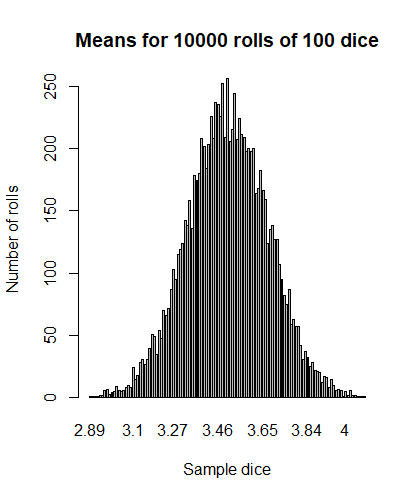 Means for 10000 rolls of 100 dice
Number of rolls
250
200
150
100
50
0
2.89 3.1 3.27 3.46 3.65 3.84 4
Sample dice